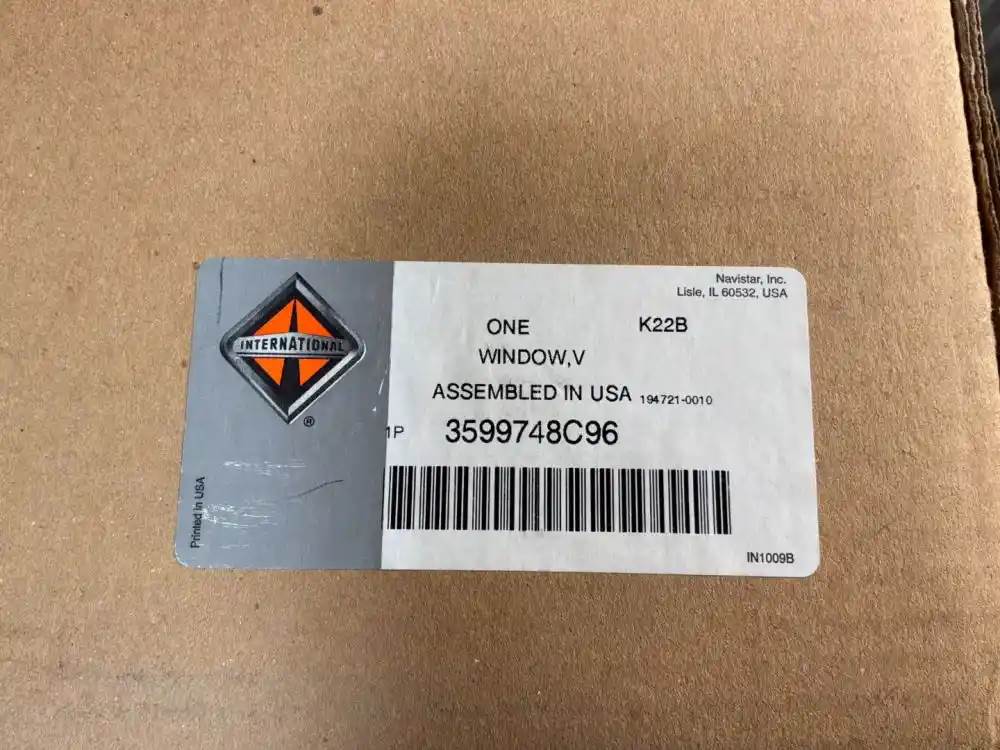 Navistar, Inc.
Lisle, IL 60532, USA
INTERNATIONAL
®
ONE K22B
WINDOW,V
ASSEMBLED IN USA 194721-0010
1P 3599748C96
Printed in USA
IN1009B